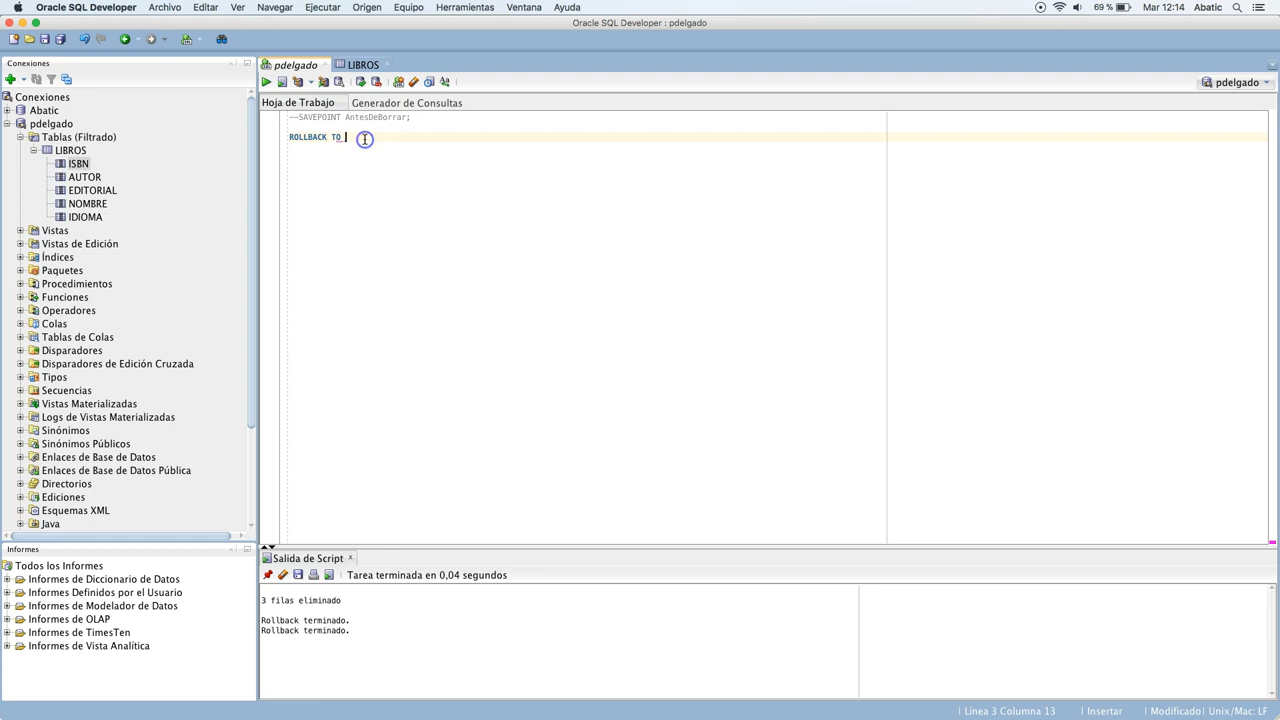 Oracle SQL Developer Archivo Editar Ver Navegar Ejecutar Origen Equipo Herramientas Ventana Ayuda 69 % Mar 12:14 Abatic
Oracle SQL Developer : pdelgado
Conexiones
Conexiones
Abatic
pdelgado
Tablas (Filtrado)
LIBROS
ISBN
AUTOR
EDITORIAL
NOMBRE
IDIOMA
Vistas
Vistas de Edición
Índices
Paquetes
Procedimientos
Funciones
Operadores
Colas
Tablas de Colas
Disparadores
Disparadores de Edición Cruzada
Tipos
Secuencias
Vistas Materializadas
Logs de Vistas Materializadas
Sinónimos
Sinónimos Públicos
Enlaces de Base de Datos
Enlaces de Base de Datos Pública
Directorios
Ediciones
Esquemas XML
Java
Informes
Todos los Informes
Informes de Diccionario de Datos
Informes Definidos por el Usuario
Informes de Modelador de Datos
Informes de OLAP
Informes de TimesTen
Informes de Vista Analítica
pdelgado LIBROS
pdelgado
Hoja de Trabajo Generador de Consultas
--SAVEPOINT AntesDeBorrar;
ROLLBACK TO
Salida de Script
Tarea terminada en 0,04 segundos
3 filas eliminado
Rollback terminado.
Rollback terminado.
Línea 3 Columna 13 Insertar Modificado Unix/Mac: LF